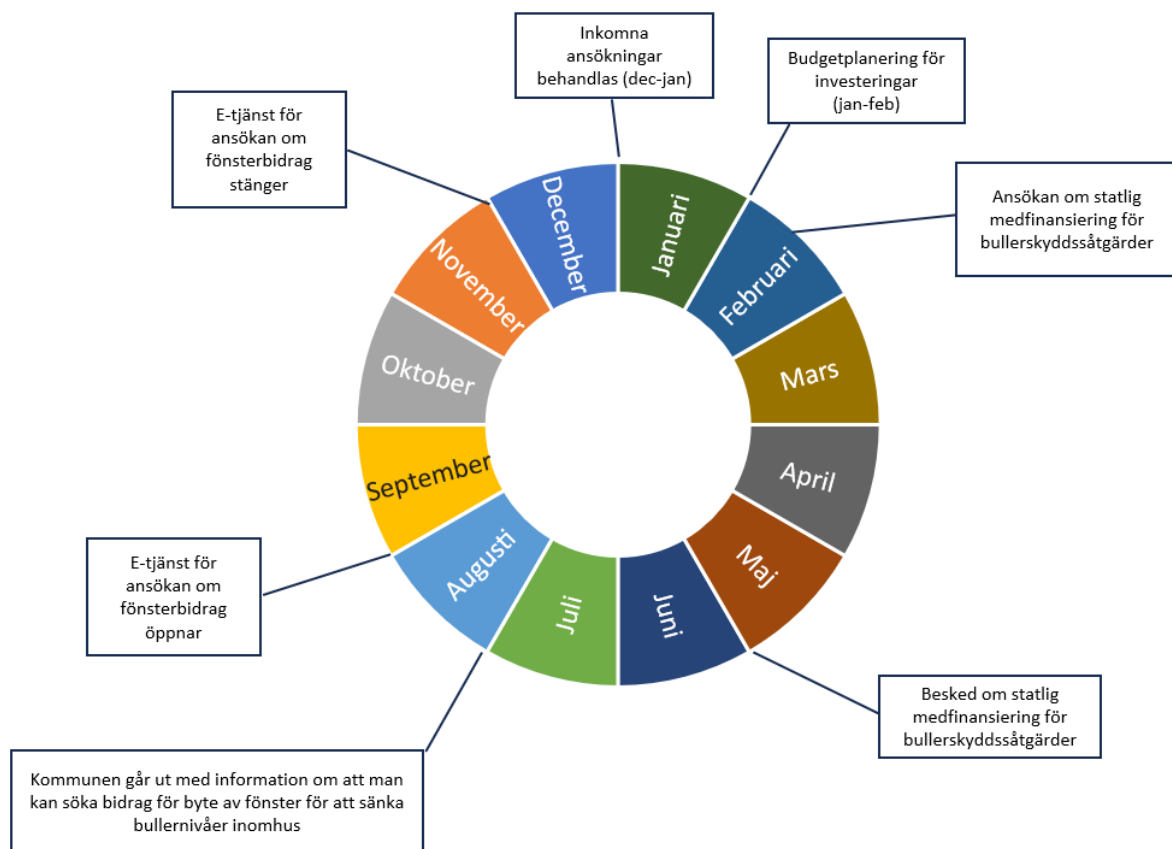 Inkomna
ansökningar
behandlas (dec-jan)
Budgetplanering för
investeringar
(jan-feb)
E-tjänst för
ansökan om
fönsterbidrag
stänger
Ansökan om statlig
medfinansiering för
bullerskyddssåtgärder
December
Januari
November
Februari
Oktober
Mars
September
April
Augusti
Maj
Juli
Juni
E-tjänst för
ansökan om
fönsterbidrag
öppnar
Besked om statlig
medfinansiering för
bullerskyddssåtgärder
Kommunen går ut med information om att man
kan söka bidrag för byte av fönster för att sänka
bullernivåer inomhus